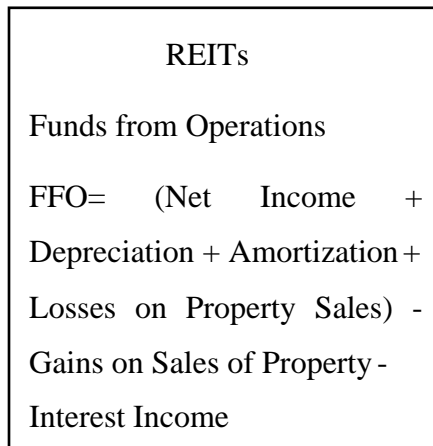 REITs
Funds from Operations
FFO= (Net Income +
Depreciation + Amortization +
Losses on Property Sales) -
Gains on Sales of Property -
Interest Income